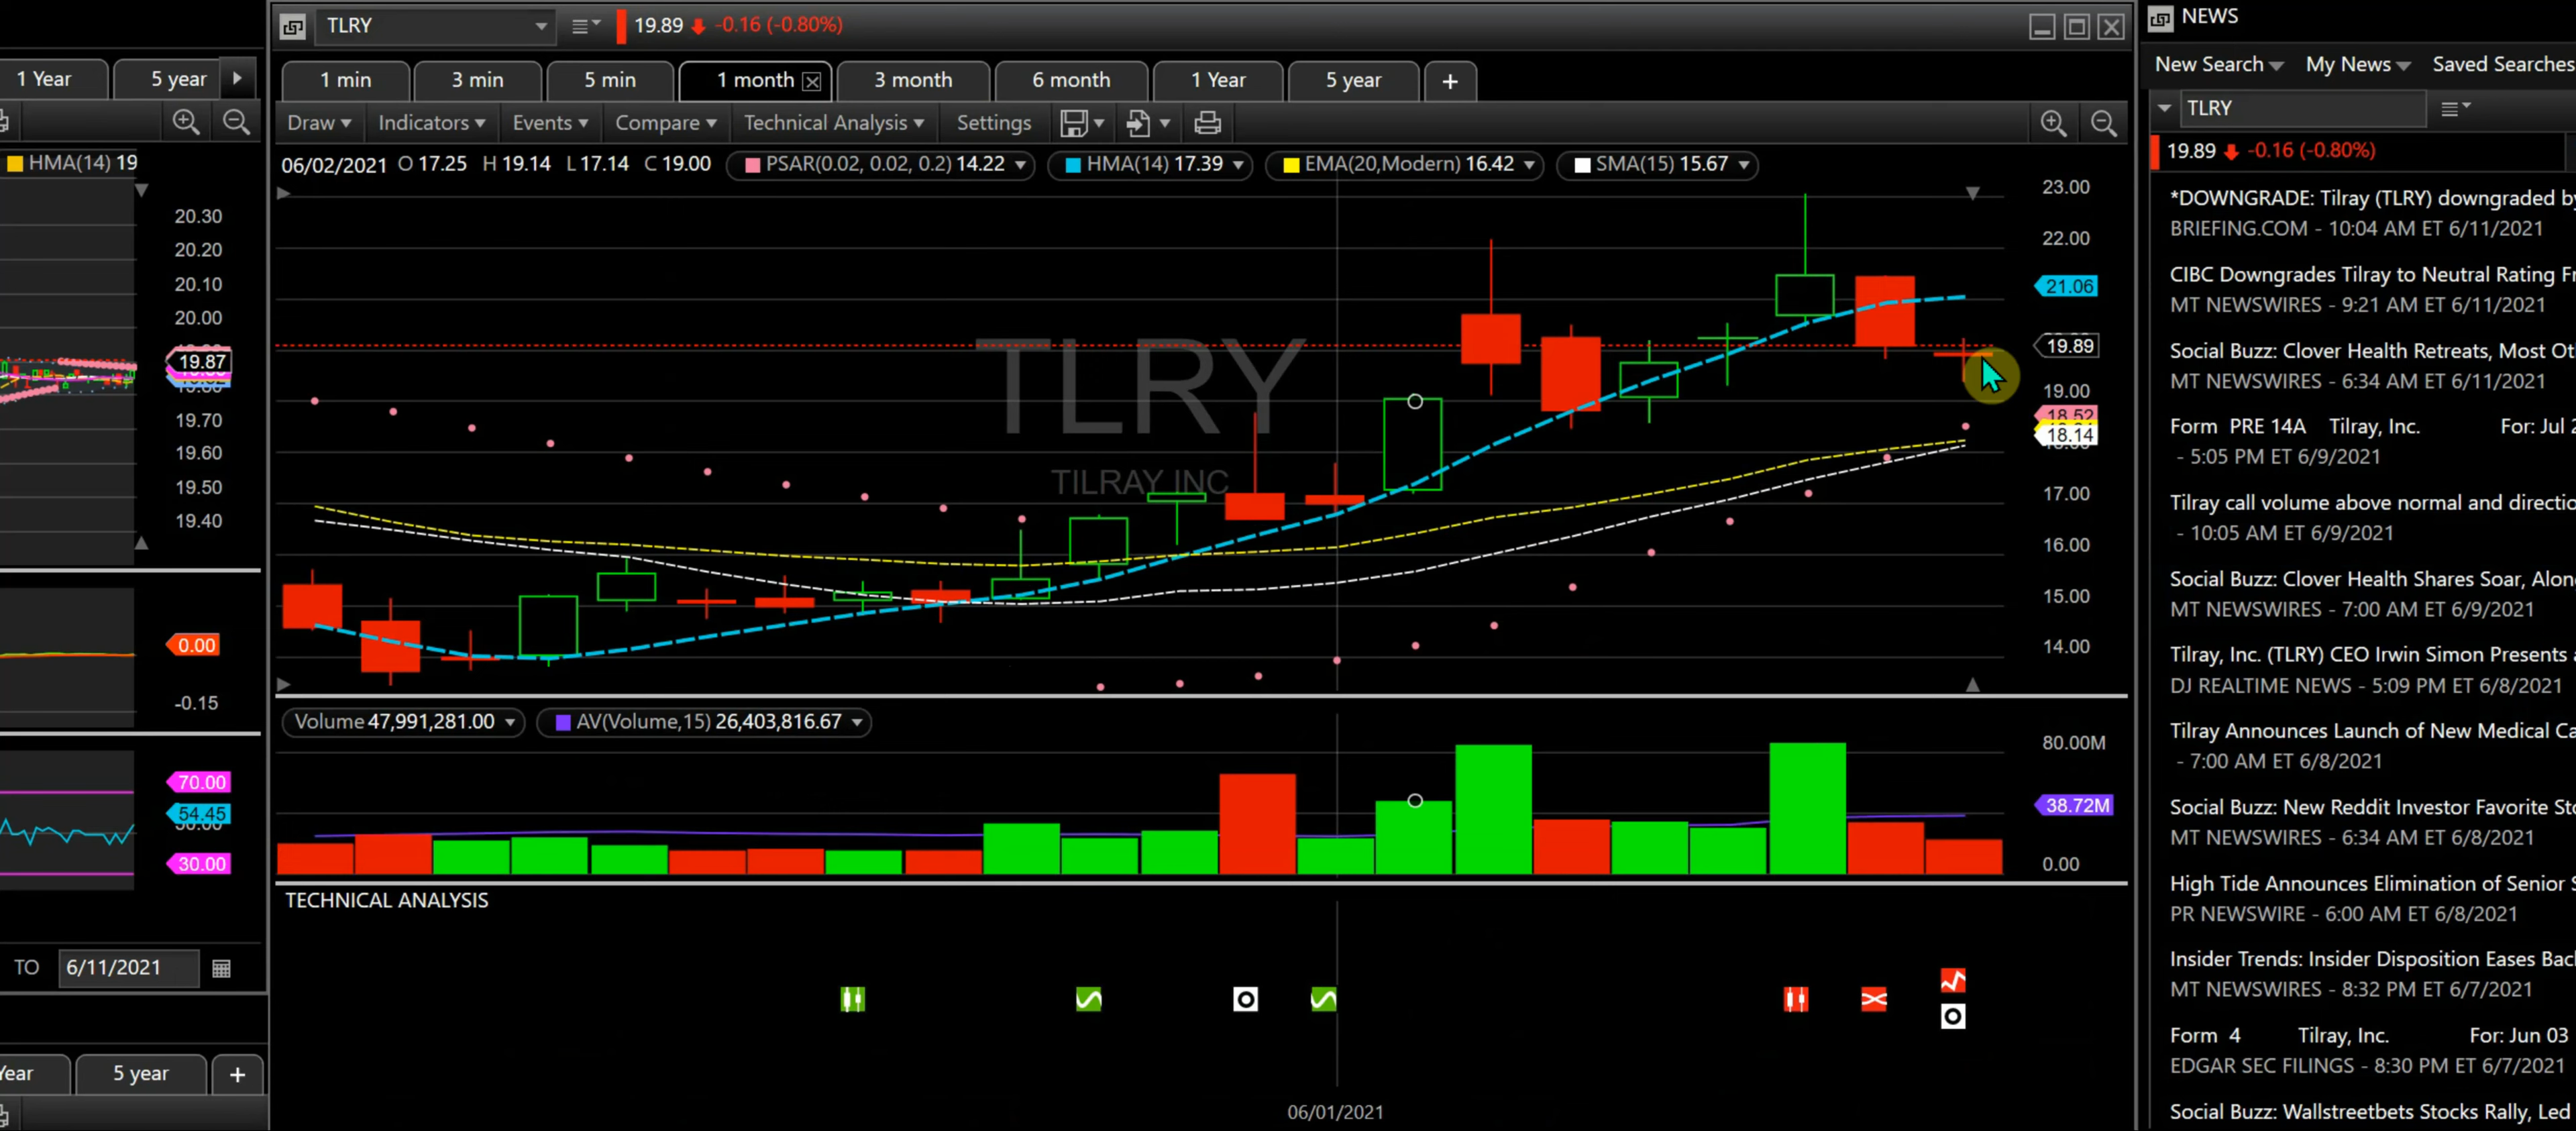 1 Year 5 year
HMA(14) 19
20.30
20.20
20.10
20.00
19.87
19.70
19.60
19.50
19.40
0.00
-0.15
70.00
54.45
30.00
TO 6/11/2021
Year 5 year +
TLRY 19.89 -0.16 (-0.80%)
1 min 3 min 5 min 1 month 3 month 6 month 1 Year 5 year +
Draw Indicators Events Compare Technical Analysis Settings
06/02/2021 O 17.25 H 19.14 L 17.14 C 19.00 PSAR(0.02, 0.02, 0.2) 14.22 HMA(14) 17.39 EMA(20,Modern) 16.42 SMA(15) 15.67
TLRY
TILRAY INC
23.00
22.00
21.06
19.89
19.00
18.52
18.14
17.00
16.00
15.00
14.00
Volume 47,991,281.00 AV(Volume,15) 26,403,816.67
80.00M
38.72M
0.00
TECHNICAL ANALYSIS
06/01/2021
NEWS
New Search My News Saved Searches
TLRY
19.89 -0.16 (-0.80%)
*DOWNGRADE: Tilray (TLRY) downgraded by
BRIEFING.COM - 10:04 AM ET 6/11/2021
CIBC Downgrades Tilray to Neutral Rating Fr
MT NEWSWIRES - 9:21 AM ET 6/11/2021
Social Buzz: Clover Health Retreats, Most Ot
MT NEWSWIRES - 6:34 AM ET 6/11/2021
Form PRE 14A Tilray, Inc. For: Jul 2
- 5:05 PM ET 6/9/2021
Tilray call volume above normal and directio
- 10:05 AM ET 6/9/2021
Social Buzz: Clover Health Shares Soar, Alon
MT NEWSWIRES - 7:00 AM ET 6/9/2021
Tilray, Inc. (TLRY) CEO Irwin Simon Presents a
DJ REALTIME NEWS - 5:09 PM ET 6/8/2021
Tilray Announces Launch of New Medical Ca
- 7:00 AM ET 6/8/2021
Social Buzz: New Reddit Investor Favorite Sto
MT NEWSWIRES - 6:34 AM ET 6/8/2021
High Tide Announces Elimination of Senior S
PR NEWSWIRE - 6:00 AM ET 6/8/2021
Insider Trends: Insider Disposition Eases Bac
MT NEWSWIRES - 8:32 PM ET 6/7/2021
Form 4 Tilray, Inc. For: Jun 03
EDGAR SEC FILINGS - 8:30 PM ET 6/7/2021
Social Buzz: Wallstreetbets Stocks Rally, Led